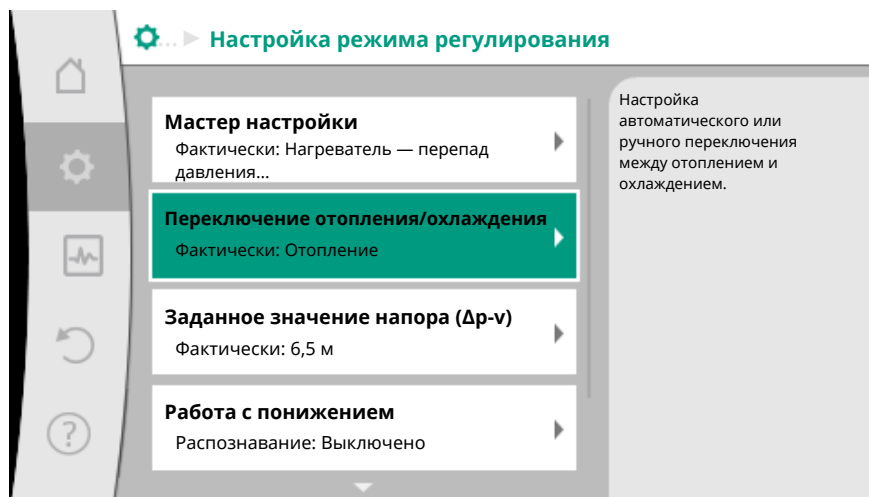 ... Настройка режима регулирования
Мастер настройки
Фактически: Нагреватель — перепад
давления...
Переключение отопления/охлаждения
Фактически: Отопление
Заданное значение напора (Δp-v)
Фактически: 6,5 м
Работа с понижением
Распознавание: Выключено
Настройка
автоматического или
ручного переключения
между отоплением и
охлаждением.
?